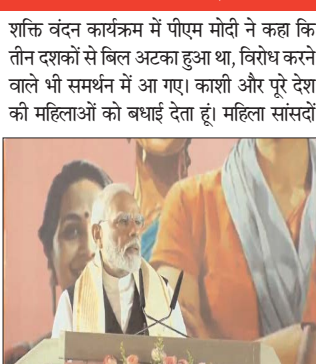 शक्ति वंदन कार्यक्रम में पीएम मोदी ने कहा कि
तीन दशकों से बिल अटका हुआ था, विरोध करने
वाले भी समर्थन में आ गए। काशी और पूरे देश
की महिलाओं को बधाई देता हूं। महिला सांसदों